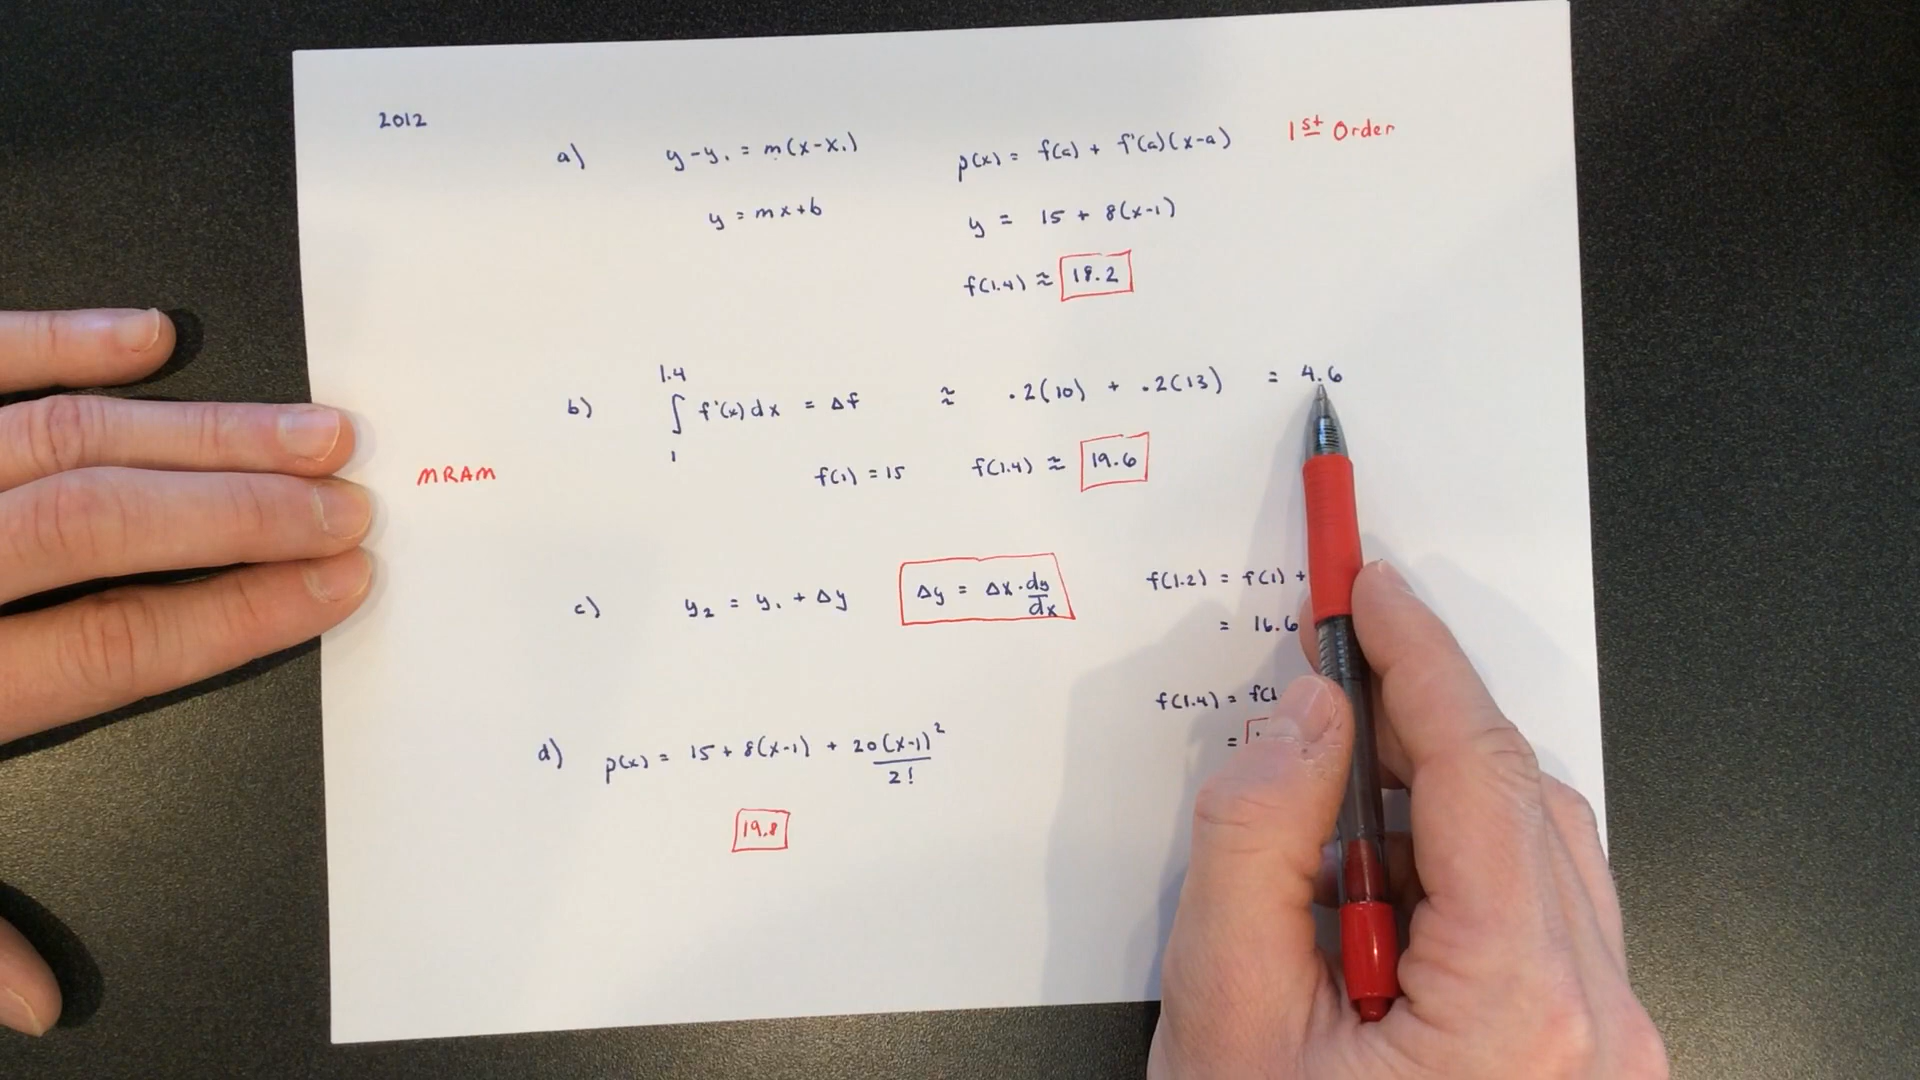 2012
a) y - y₁ = m(x-x₁) p(x) = f(a) + f'(a)(x-a) 1st Order
y = mx+b y = 15 + 8(x-1)
f(1.4) ≈ 18.2
b) ∫₁^1.4 f'(x) dx = Δf ≈ .2(10) + .2(13) = 4.6
MRAM f(1) = 15 f(1.4) ≈ 19.6
c) y₂ = y₁ + Δy Δy = Δx · dy/dx f(1.2) = f(1) +
= 16.6
f(1.4) = f(1.
=
d) p(x) = 15 + 8(x-1) + 20(x-1)²/2!
19.8